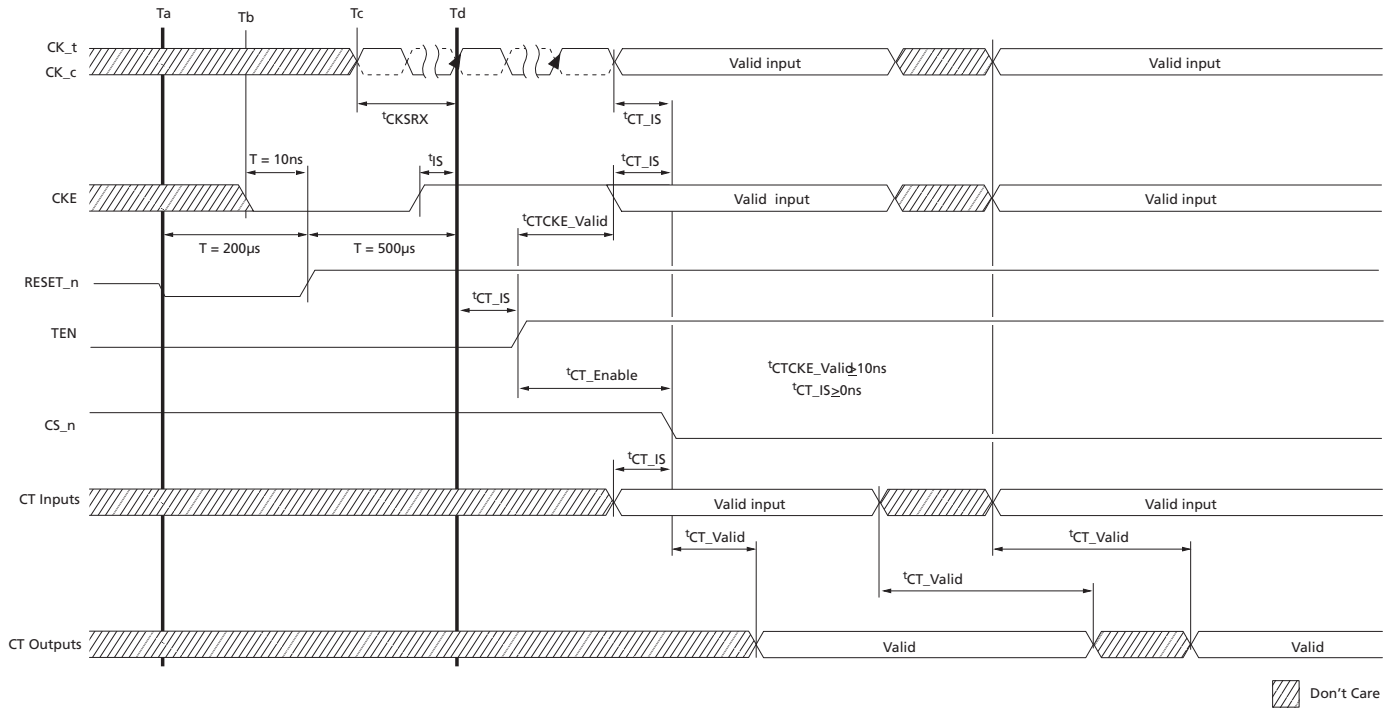 Ta Tb Tc Td
CK_t
CK_c
Valid input Valid input
tCKSRX
tCT_IS
T = 10ns
tIS
tCT_IS
CKE
Valid input Valid input
tCTCKE_Valid
T = 200µs T = 500µs
RESET_n
tCT_IS
TEN
tCT_Enable
tCTCKE_Valid≥10ns
tCT_IS≥0ns
CS_n
tCT_IS
CT Inputs
Valid input Valid input
tCT_Valid tCT_Valid
tCT_Valid
CT Outputs
Valid Valid
Don't Care